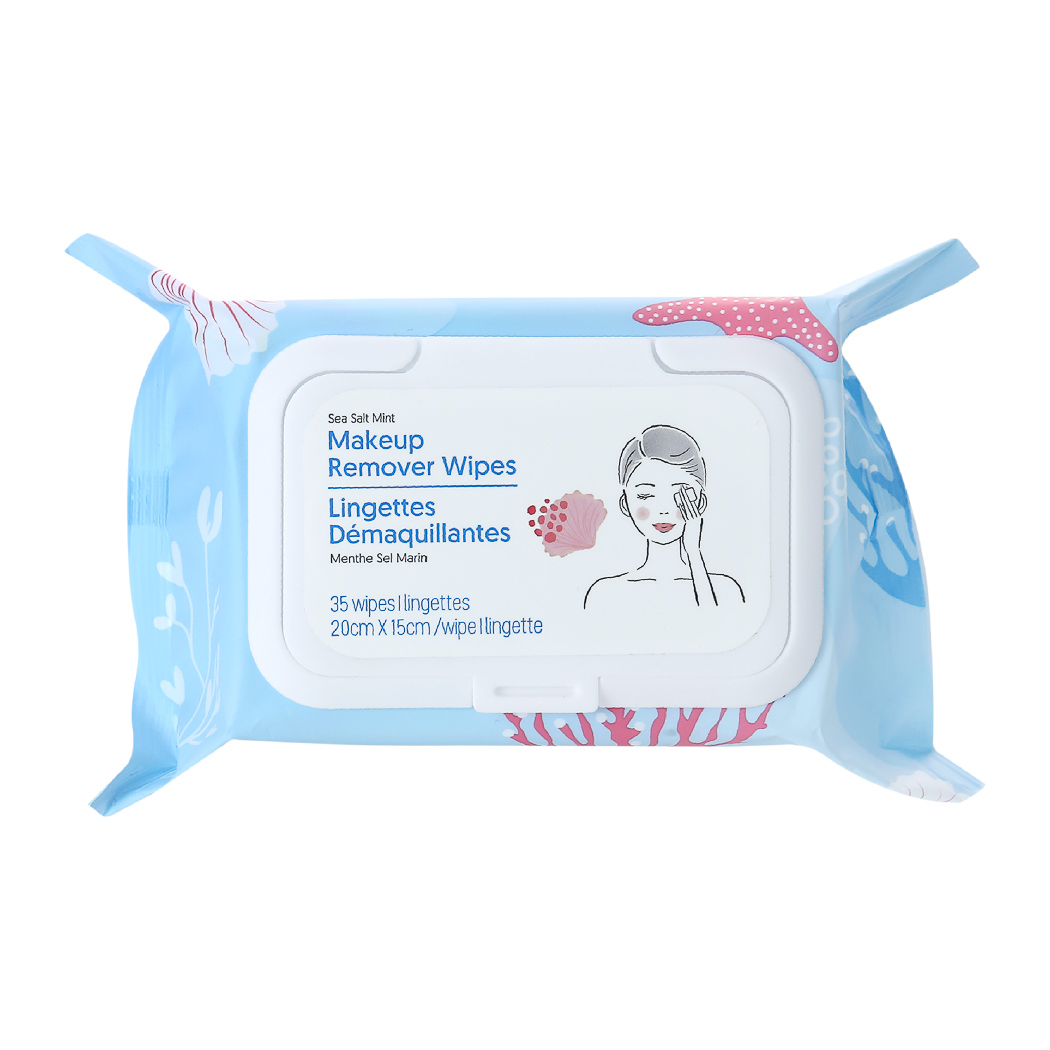 Sea Salt Mint
Makeup
Remover Wipes
Lingettes
Démaquillantes
Menthe Sel Marin
35 wipes | lingettes
20cm X 15cm /wipe | lingette